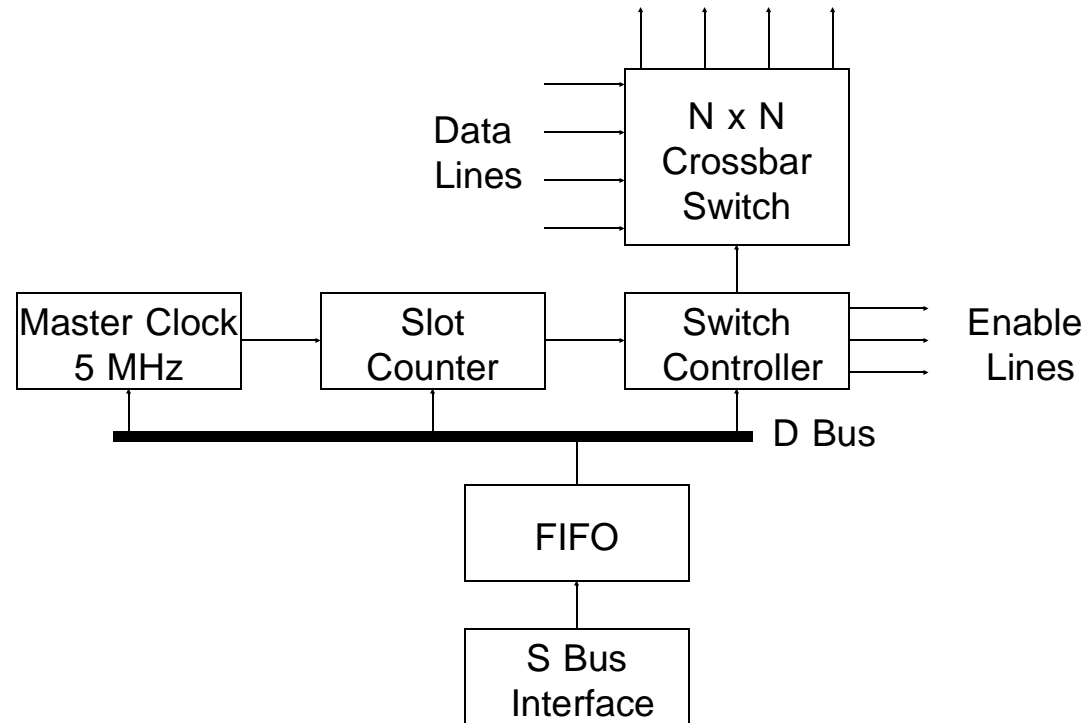 N x N
Crossbar
Switch
Data
Lines
Master Clock
5 MHz
Slot
Counter
Switch
Controller
Enable
Lines
D Bus
FIFO
S Bus
Interface